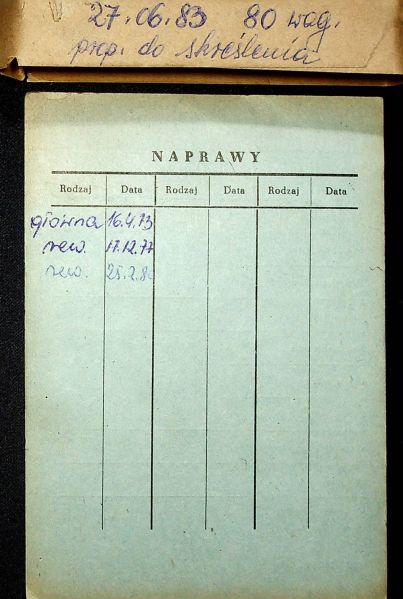 27.06.83 80 wag.
prop. do skreślenia
NAPRAWY
Rodzaj Data Rodzaj Data Rodzaj Data
główna 16.4.73
rew. 17.12.77
rew. 25.2.80